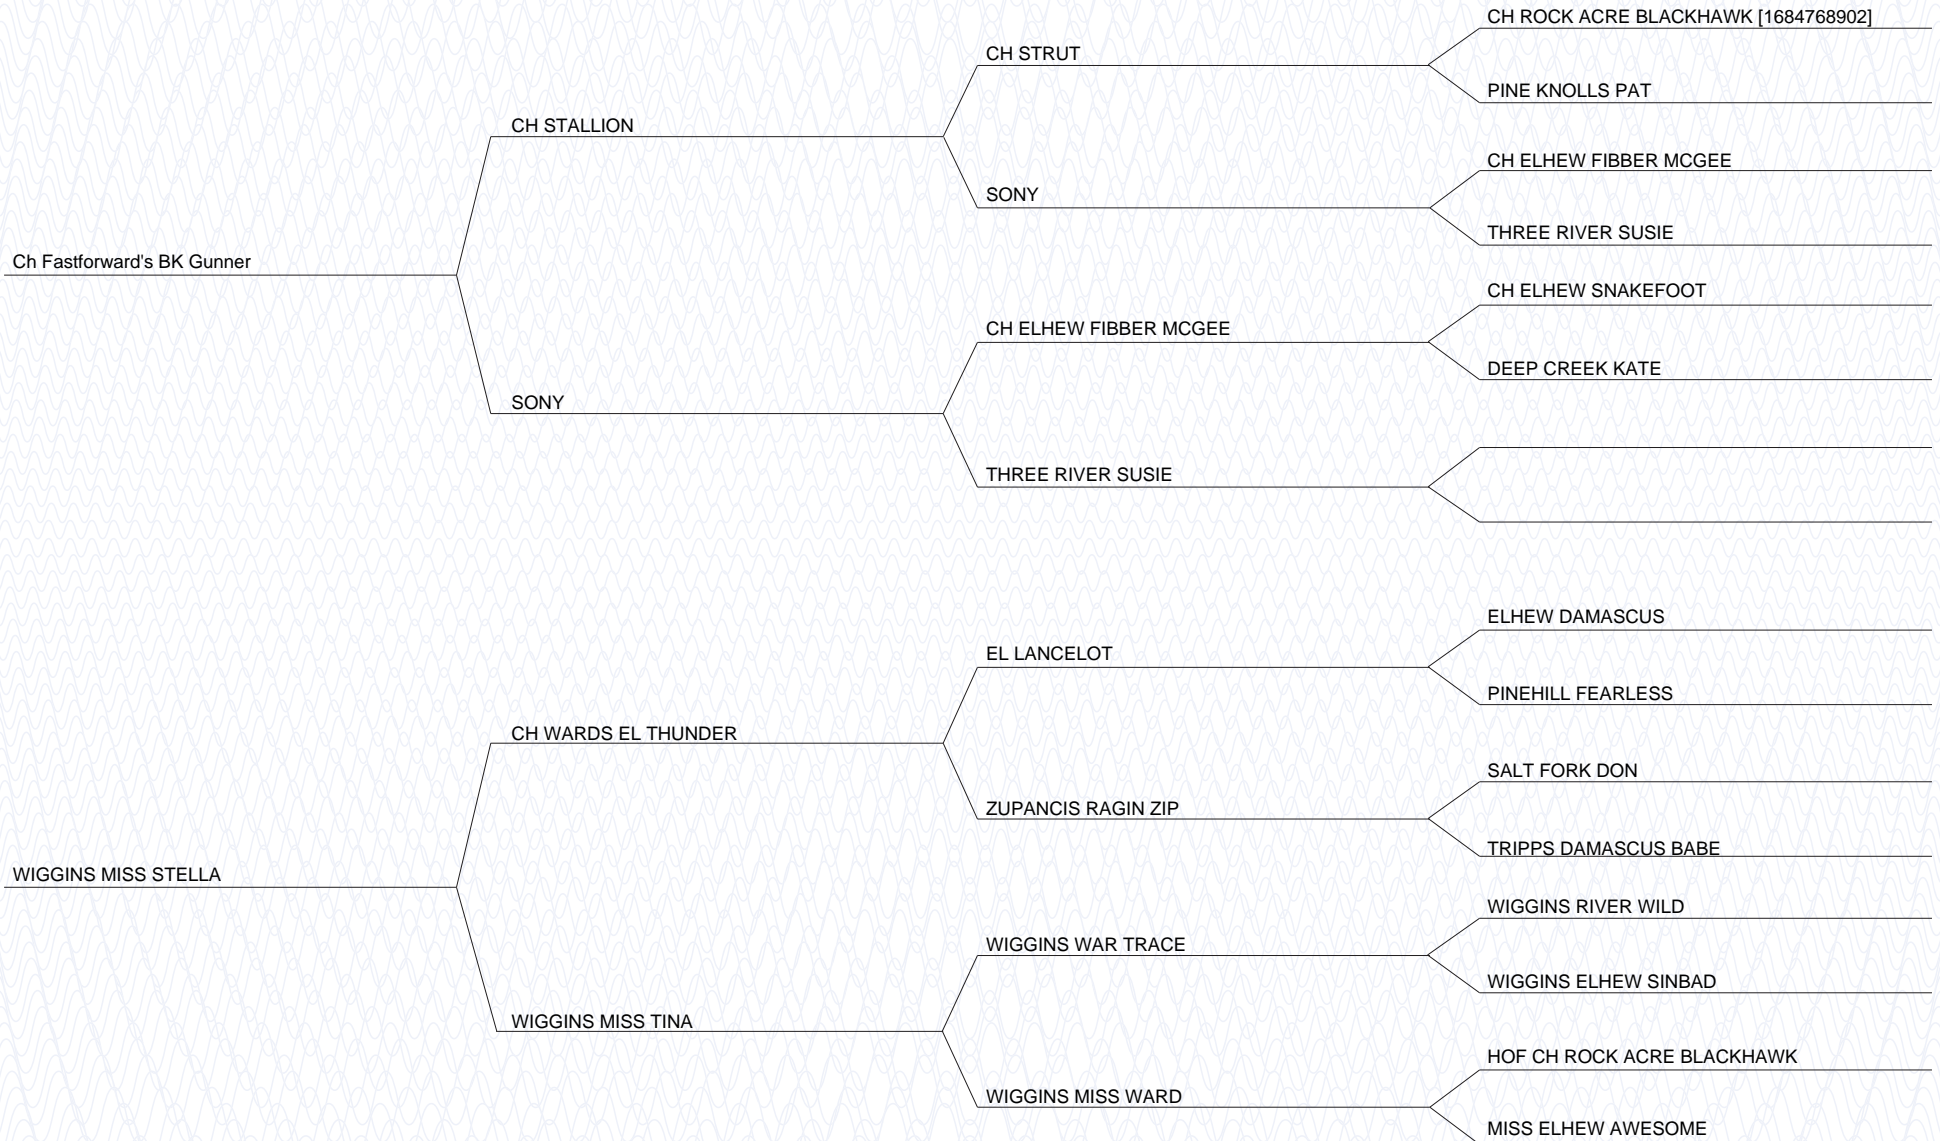 CH ROCK ACRE BLACKHAWK [1684768902]
CH STRUT
PINE KNOLLS PAT
CH STALLION
CH ELHEW FIBBER MCGEE
SONY
THREE RIVER SUSIE
Ch Fastforward's BK Gunner
CH ELHEW SNAKEFOOT
CH ELHEW FIBBER MCGEE
DEEP CREEK KATE
SONY
THREE RIVER SUSIE
ELHEW DAMASCUS
EL LANCELOT
PINEHILL FEARLESS
CH WARDS EL THUNDER
SALT FORK DON
ZUPANCIS RAGIN ZIP
TRIPPS DAMASCUS BABE
WIGGINS MISS STELLA
WIGGINS RIVER WILD
WIGGINS WAR TRACE
WIGGINS ELHEW SINBAD
WIGGINS MISS TINA
HOF CH ROCK ACRE BLACKHAWK
WIGGINS MISS WARD
MISS ELHEW AWESOME